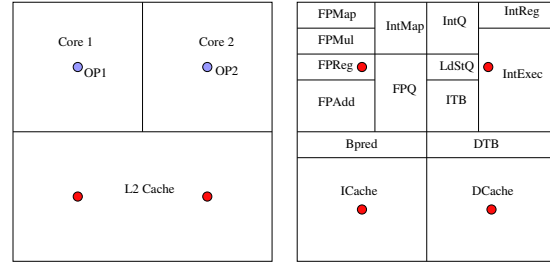 Core 1
Core 2
OP1
OP2
L2 Cache
FPMap
IntMap
IntQ
IntReg
FPMul
FPReg
LdStQ
IntExec
FPAdd
FPQ
ITB
Bpred
DTB
ICache
DCache